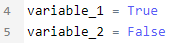 4 variable_1 = True
5 variable_2 = False